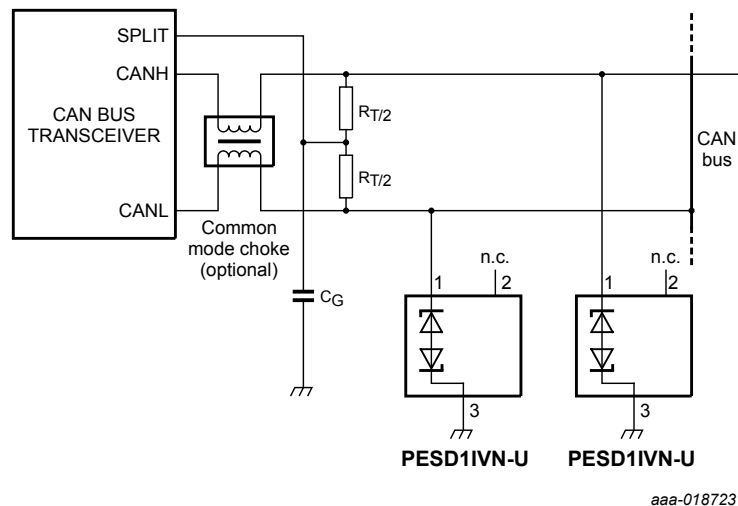 SPLIT
CANH
CAN BUS
TRANSCEIVER
CANL
Common
mode choke
(optional)
RT/2
RT/2
CG
CAN
bus
n.c.
1
2
3
n.c.
1
2
3
PESD1IVN-U
PESD1IVN-U
aaa-018723